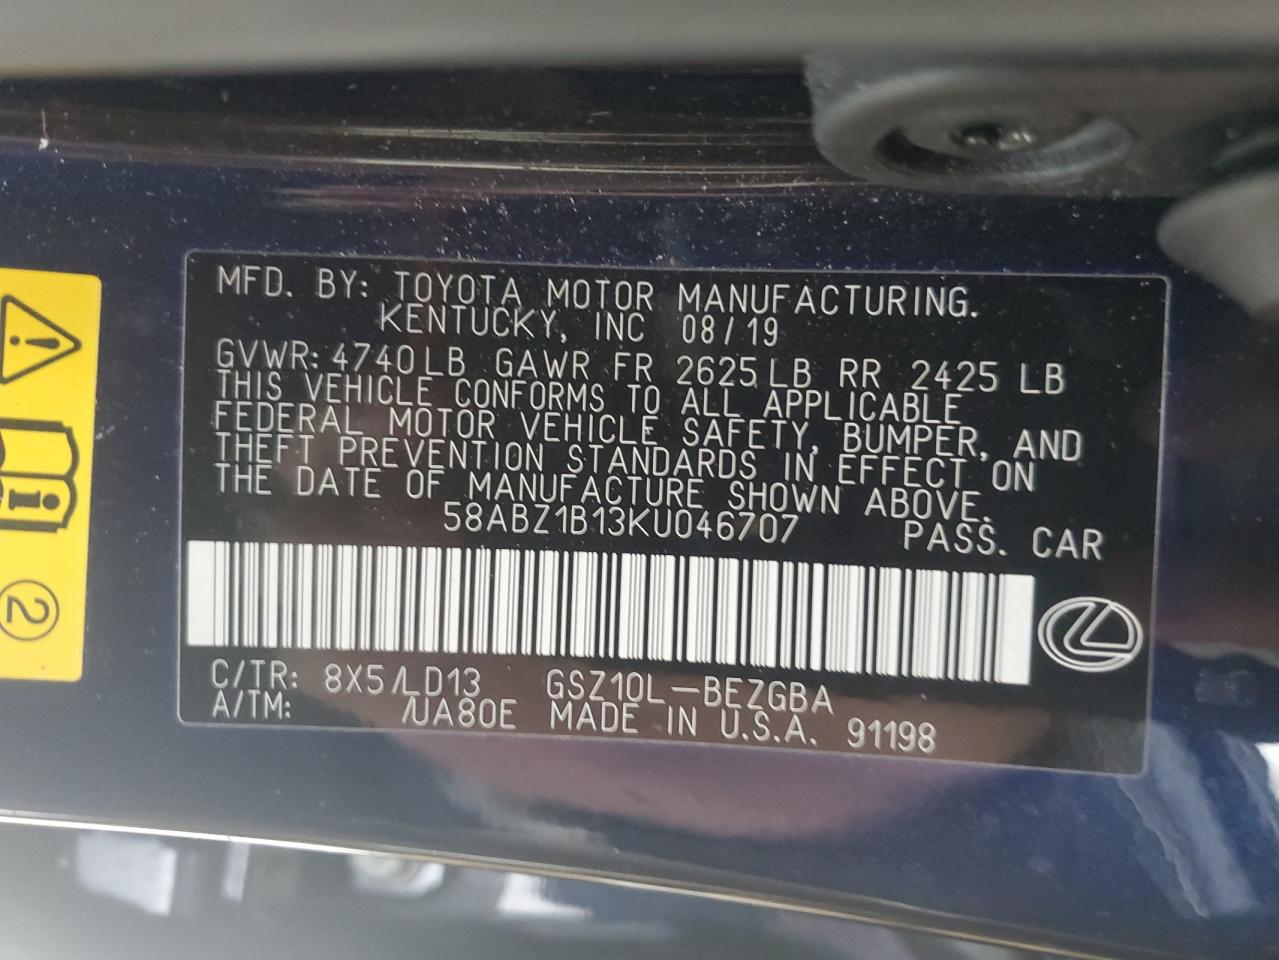 MFD. BY: TOYOTA MOTOR MANUFACTURING.
KENTUCKY, INC 08/19
GVWR: 4740 LB GAWR FR 2625 LB RR 2425 LB
THIS VEHICLE CONFORMS TO ALL APPLICABLE
FEDERAL MOTOR VEHICLE SAFETY, BUMPER, AND
THEFT PREVENTION STANDARDS IN EFFECT ON
THE DATE OF MANUFACTURE SHOWN ABOVE.
58ABZ1B13KU046707 PASS. CAR
C/TR: 8X5/LD13 GSZ10L-BEZGBA
A/TM: /UA80E MADE IN U.S.A. 91198
2